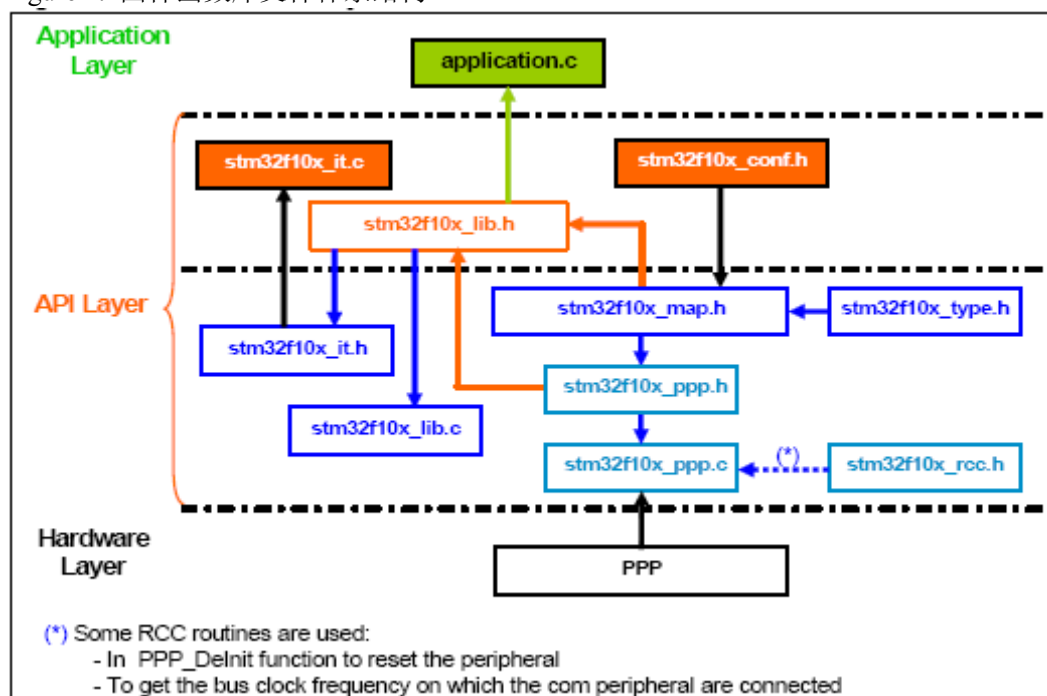 Application
Layer
application.c
stm32f10x_it.c
stm32f10x_conf.h
stm32f10x_lib.h
API Layer
stm32f10x_map.h
stm32f10x_type.h
stm32f10x_it.h
stm32f10x_ppp.h
stm32f10x_lib.c
stm32f10x_ppp.c
(*)
stm32f10x_rcc.h
Hardware
Layer
PPP
(*) Some RCC routines are used:
- In PPP_DeInit function to reset the peripheral
- To get the bus clock frequency on which the com peripheral are connected